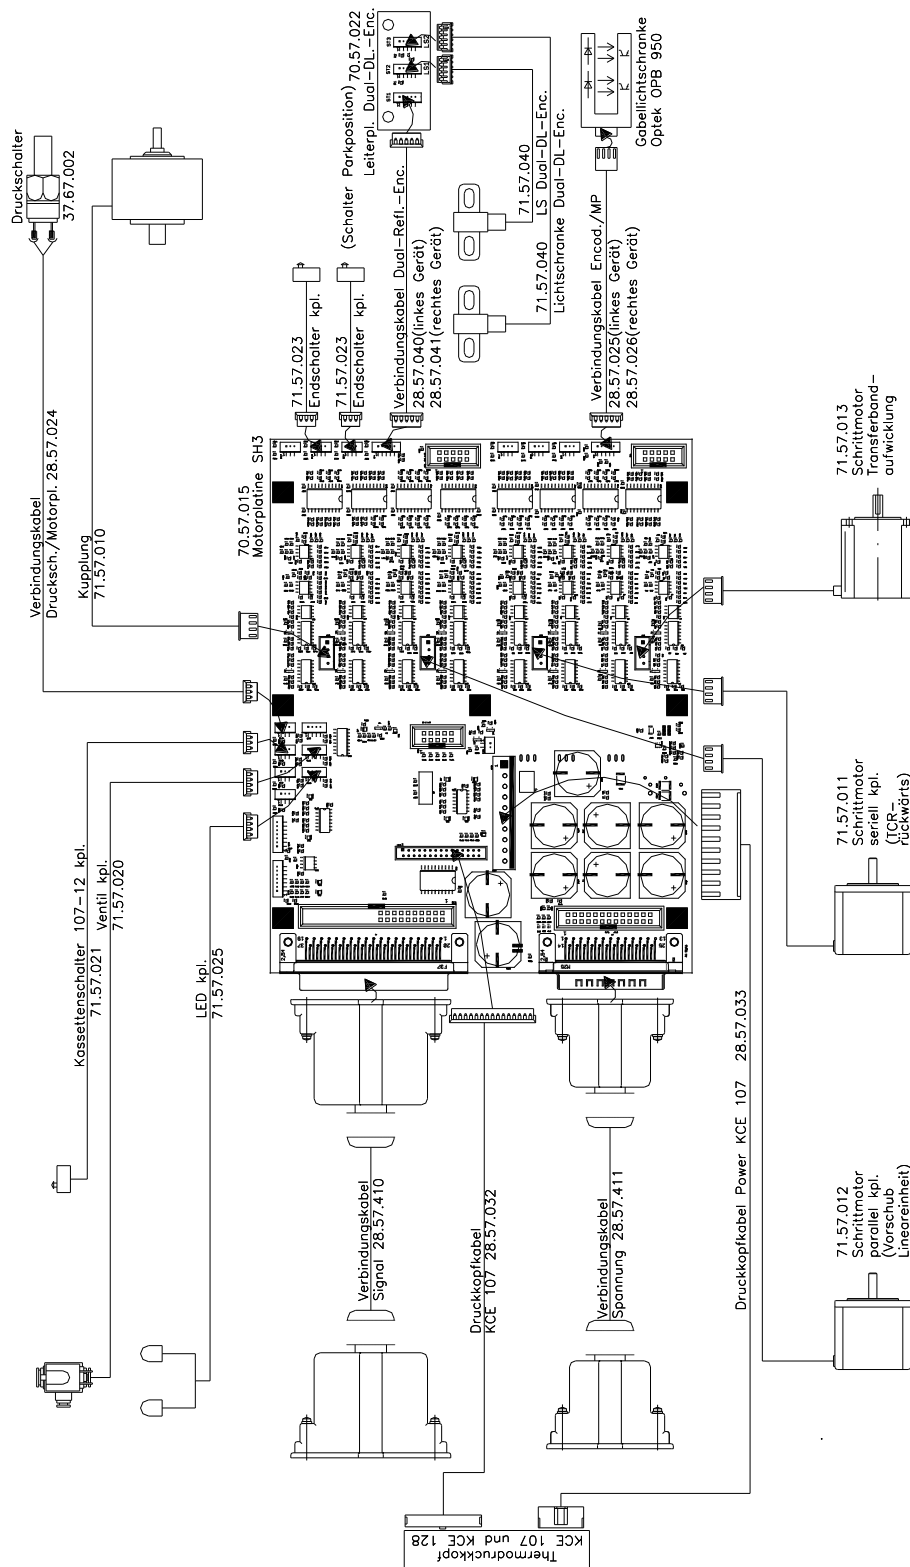 Druckschalter
37.67.002
Verbindungskabel
Drucksch./Motorpl. 28.57.024
Kupplung
71.57.010
Kassettenschalter 107-12 kpl.
71.57.021
Ventil kpl.
71.57.020
LED kpl.
71.57.025
70.57.015
Motorplatine SH3
71.57.023
Endschalter kpl.
71.57.023
Endschalter kpl.
(Schalter Parkposition)
70.57.022
Leiterpl. Dual-DL.-Enc.
ST3
LS2
ST2
LS1
ST1
Verbindungskabel Dual-Refl.-Enc.
28.57.040(linkes Gerät)
28.57.041(rechtes Gerät)
71.57.040
LS Dual-DL-Enc.
71.57.040
Lichtschranke Dual-DL-Enc.
Gabellichtschranke
Optek OPB 950
Verbindungskabel Encod./MP
28.57.025(linkes Gerät)
28.57.026(rechtes Gerät)
71.57.013
Schrittmotor
Transferband-
aufwicklung
71.57.011
Schrittmotor
seriell kpl.
(TCR-
rückwärts)
71.57.012
Schrittmotor
parallel kpl.
(Vorschub
Lineareinheit)
Verbindungskabel
Signal 28.57.410
Druckkopfkabel
KCE 107 28.57.032
Verbindungskabel
Spannung 28.57.411
Druckkopfkabel Power KCE 107 28.57.033
Thermodruckkopf
KCE 107 und KCE 128